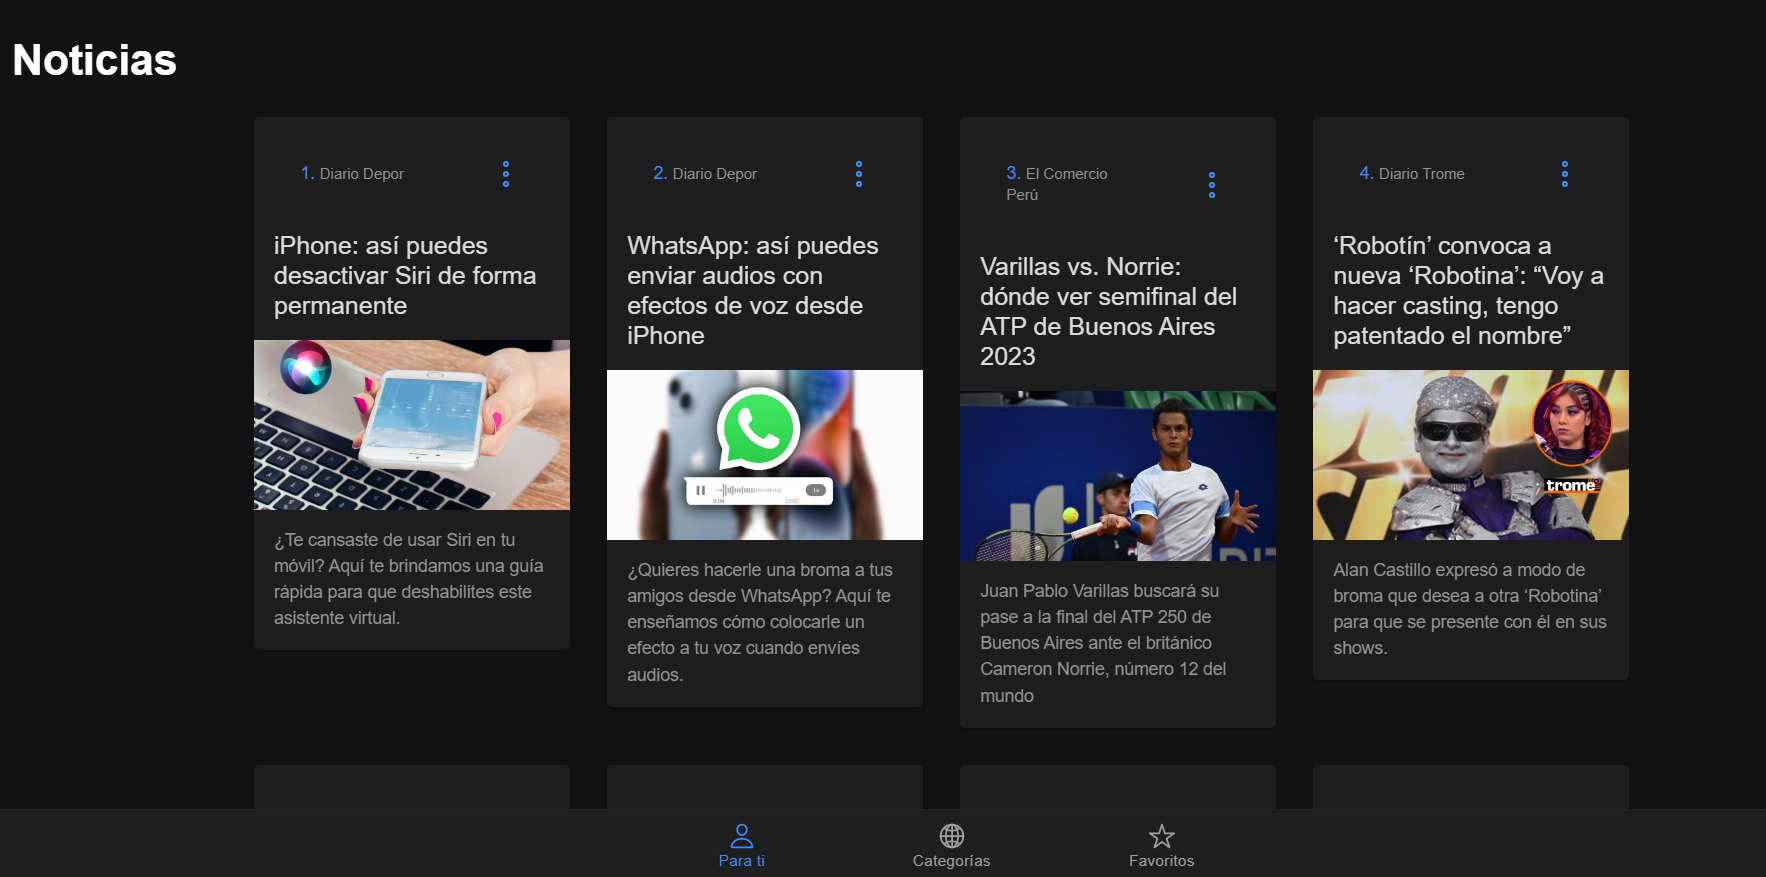 Noticias
1. Diario Depor
iPhone: así puedes
desactivar Siri de forma
permanente
¿Te cansaste de usar Siri en tu
móvil? Aquí te brindamos una guía
rápida para que deshabilites este
asistente virtual.
2. Diario Depor
WhatsApp: así puedes
enviar audios con
efectos de voz desde
iPhone
0:04
20:07
1×
¿Quieres hacerle una broma a tus
amigos desde WhatsApp? Aquí te
enseñamos cómo colocarle un
efecto a tu voz cuando envíes
audios.
3. El Comercio
Perú
Varillas vs. Norrie:
dónde ver semifinal del
ATP de Buenos Aires
2023
Juan Pablo Varillas buscará su
pase a la final del ATP 250 de
Buenos Aires ante el británico
Cameron Norrie, número 12 del
mundo
4. Diario Trome
‘Robotín’ convoca a
nueva ‘Robotina’: “Voy a
hacer casting, tengo
patentado el nombre”
trome
Alan Castillo expresó a modo de
broma que desea a otra ‘Robotina’
para que se presente con él en sus
shows.
Para ti
Categorías
Favoritos